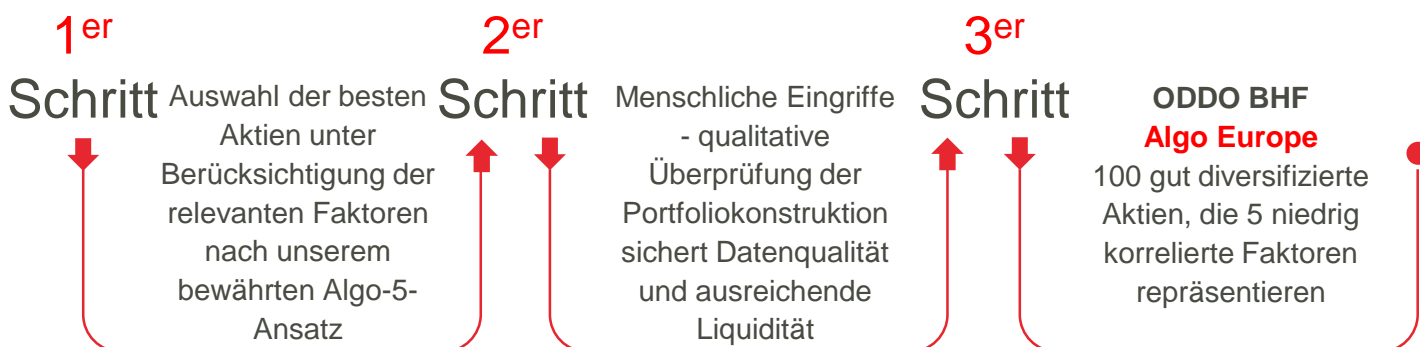 1er
Schritt
Auswahl der besten
Aktien unter
Berücksichtigung der
relevanten Faktoren
nach unserem
bewährten Algo-5-
Ansatz
2er
Schritt
Menschliche Eingriffe
- qualitative
Überprüfung der
Portfoliokonstruktion
sichert Datenqualität
und ausreichende
Liquidität
3er
Schritt
ODDO BHF
Algo Europe
100 gut diversifizierte
Aktien, die 5 niedrig
korrelierte Faktoren
repräsentieren